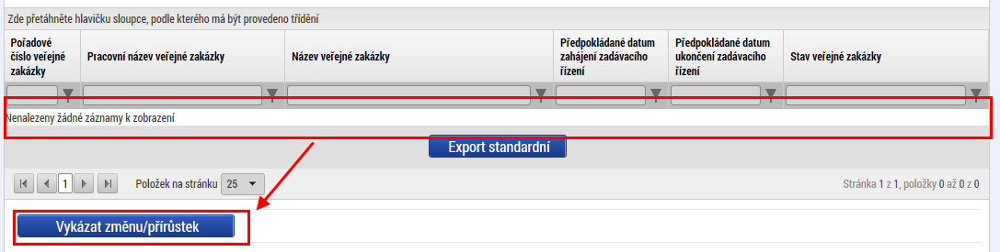 Zde přetáhněte hlavičku sloupce, podle kterého má být provedeno třídění
Pořadové číslo veřejné zakázky
Pracovní název veřejné zakázky
Název veřejné zakázky
Předpokládané datum zahájení zadávacího řízení
Předpokládané datum ukončení zadávacího řízení
Stav veřejné zakázky
Nenalezeny žádné záznamy k zobrazení
Export standardní
1 Položek na stránku 25 Stránka 1 z 1, položky 0 až 0 z 0
Vykázat změnu/přírůstek